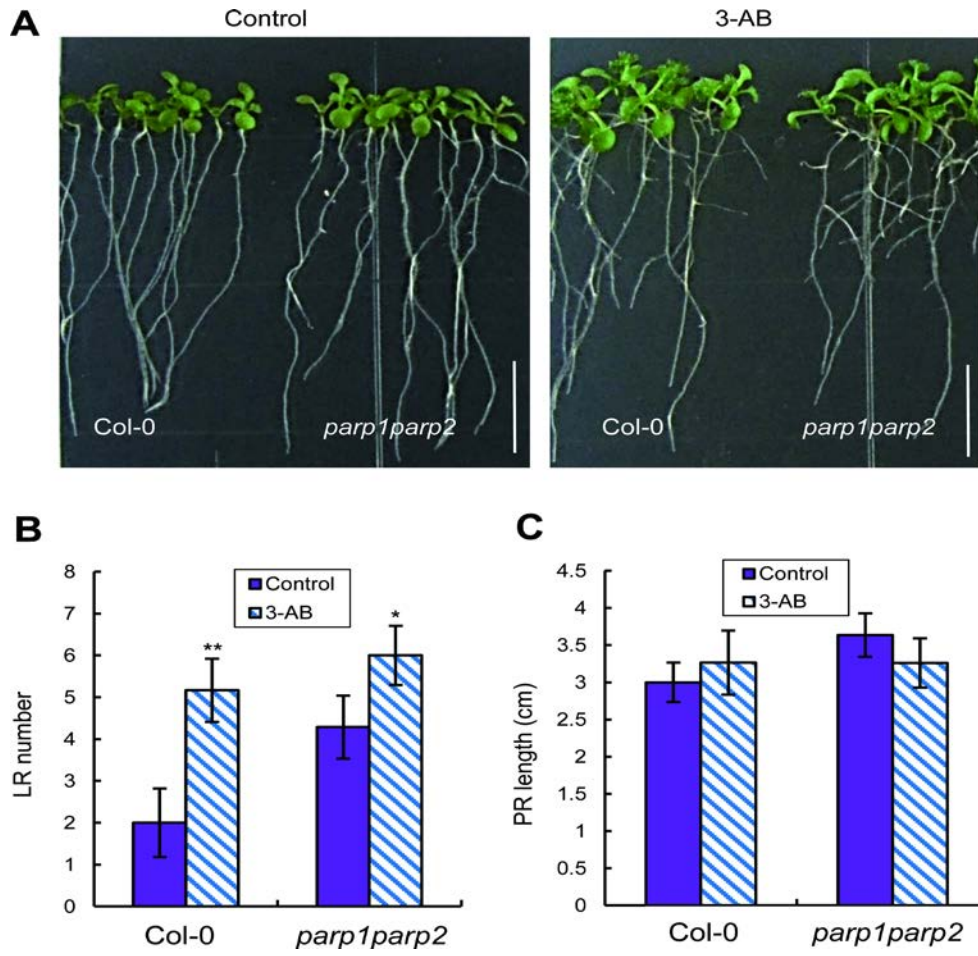 A
Control
3-AB
Col-0
parp1parp2
Col-0
parp1parp2
B
8
7
6
5
4
3
2
1
0
LR number
Control
3-AB
**
*
Col-0
parp1parp2
C
4.5
4
3.5
3
2.5
2
1.5
1
0.5
0
PR length (cm)
Control
3-AB
Col-0
parp1parp2